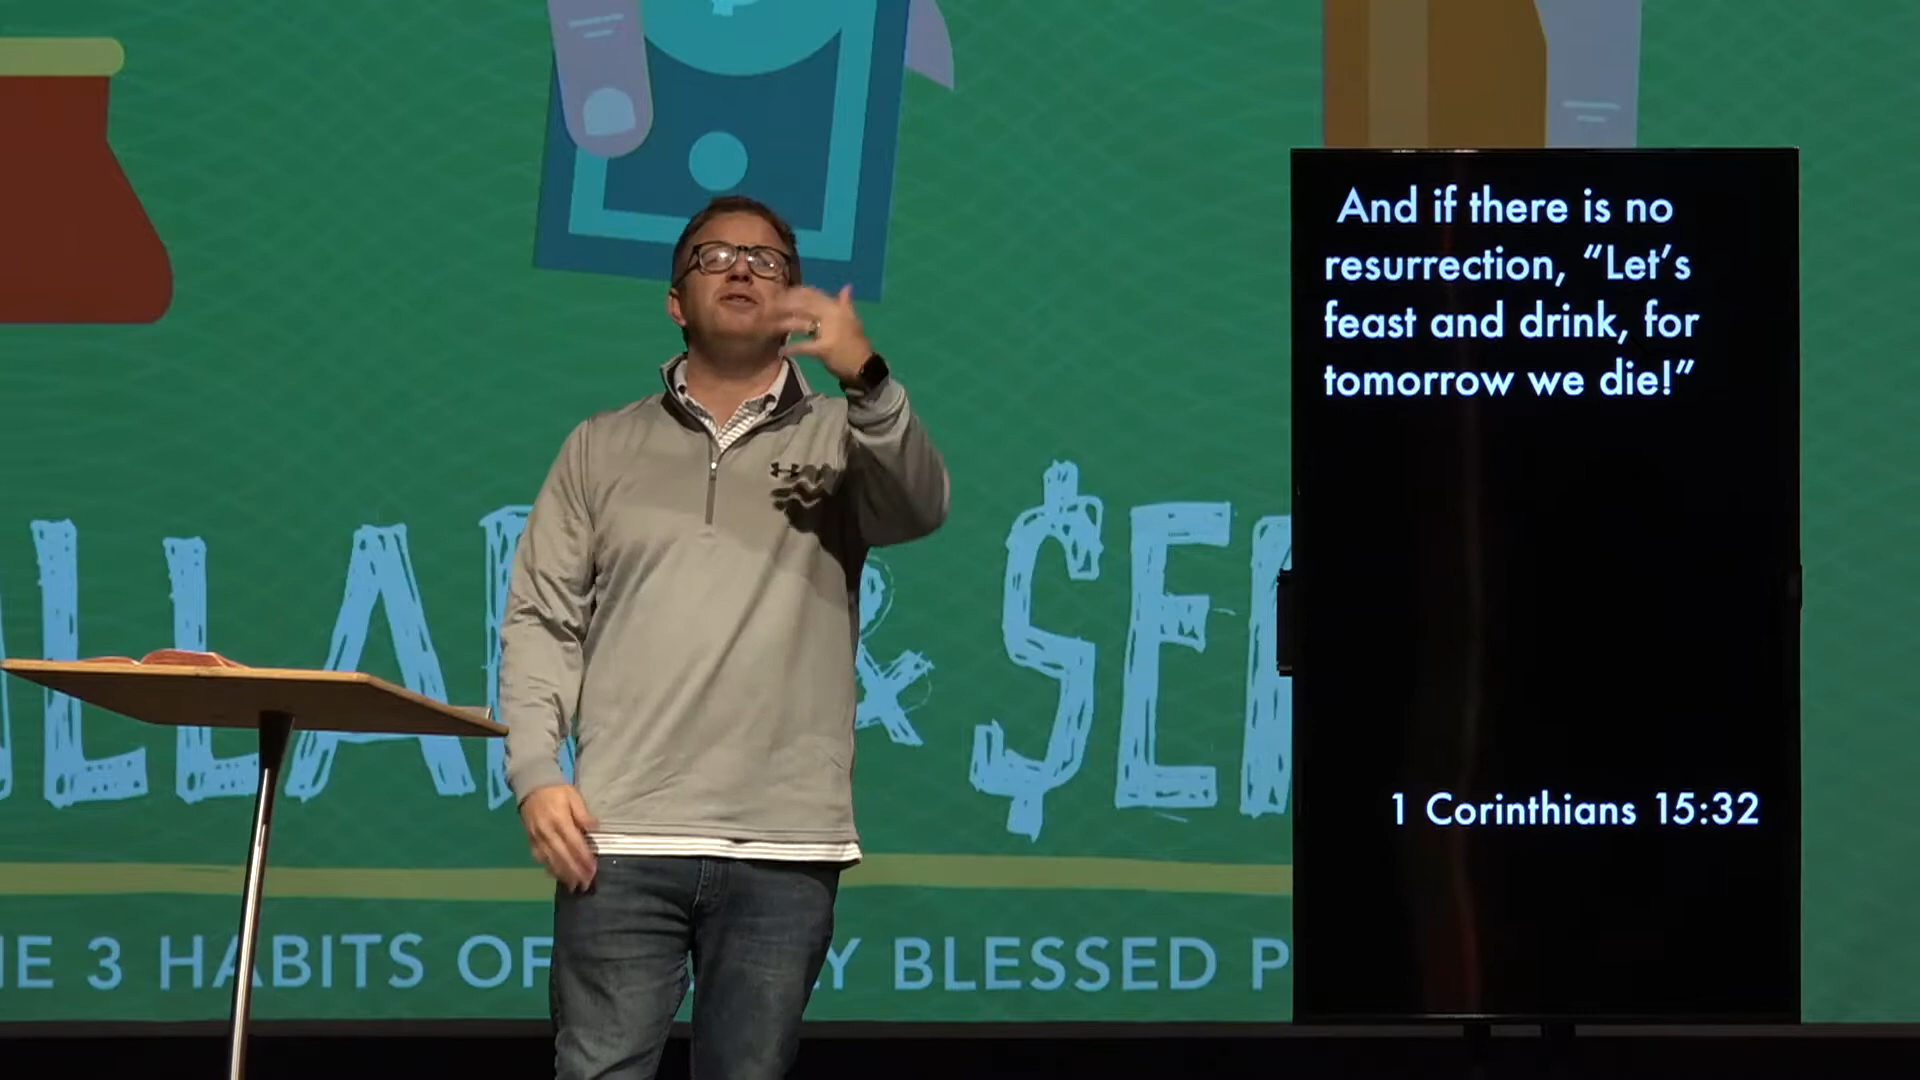 And if there is no
resurrection, “Let’s
feast and drink, for
tomorrow we die!”
1 Corinthians 15:32
LLA & $E
E 3 HABITS OF Y BLESSED P